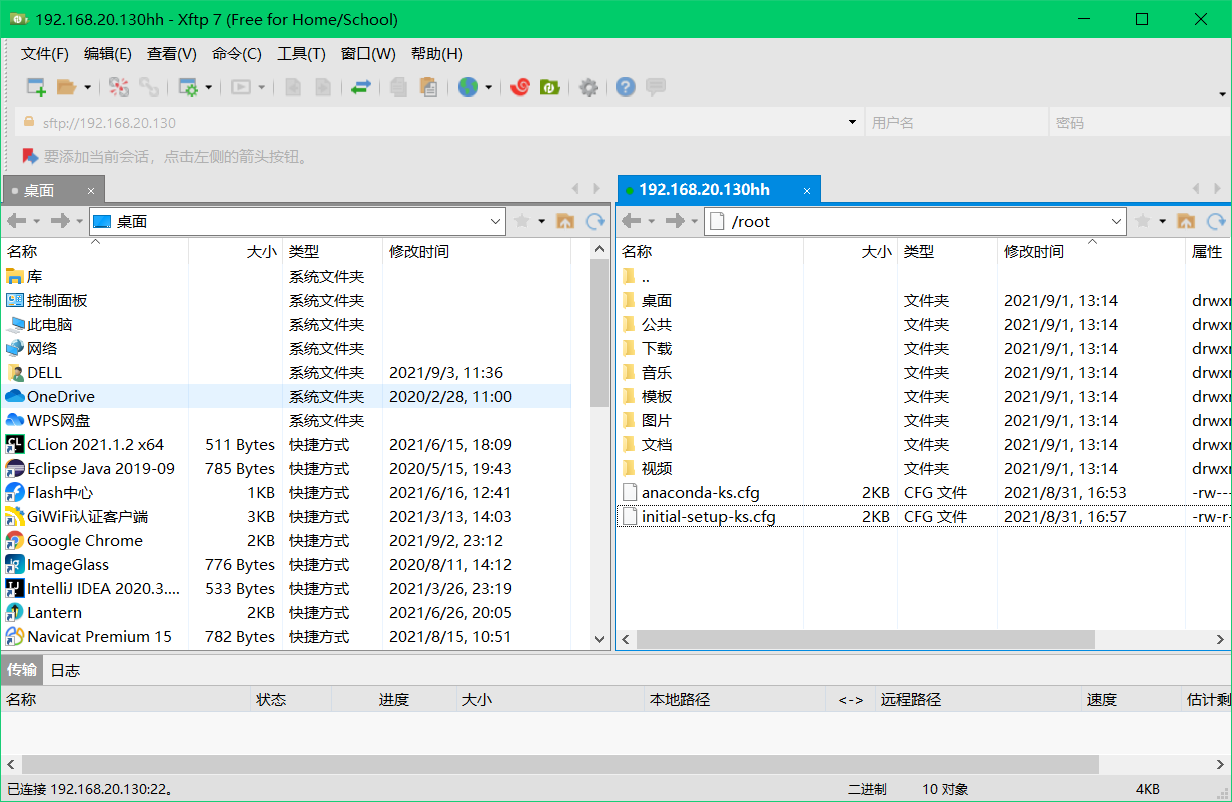 192.168.20.130hh - Xftp 7 (Free for Home/School)
文件(F) 编辑(E) 查看(V) 命令(C) 工具(T) 窗口(W) 帮助(H)
sftp://192.168.20.130 用户名 密码
要添加当前会话，点击左侧的箭头按钮。
桌面 × 192.168.20.130hh ×
桌面 /root
名称 大小 类型 修改时间 名称 大小 类型 修改时间 属性
库 系统文件夹 ..
控制面板 系统文件夹 桌面 文件夹 2021/9/1, 13:14 drwxr
此电脑 系统文件夹 公共 文件夹 2021/9/1, 13:14 drwxr
网络 系统文件夹 下载 文件夹 2021/9/1, 13:14 drwxr
DELL 系统文件夹 2021/9/3, 11:36 音乐 文件夹 2021/9/1, 13:14 drwxr
OneDrive 系统文件夹 2020/2/28, 11:00 模板 文件夹 2021/9/1, 13:14 drwxr
WPS网盘 系统文件夹 图片 文件夹 2021/9/1, 13:14 drwxr
CLion 2021.1.2 x64 511 Bytes 快捷方式 2021/6/15, 18:09 文档 文件夹 2021/9/1, 13:14 drwxr
Eclipse Java 2019-09 785 Bytes 快捷方式 2020/5/15, 19:43 视频 文件夹 2021/9/1, 13:14 drwxr
Flash中心 1KB 快捷方式 2021/6/16, 12:41 anaconda-ks.cfg 2KB CFG 文件 2021/8/31, 16:53 -rw---
GiWiFi认证客户端 3KB 快捷方式 2021/3/13, 14:03 initial-setup-ks.cfg 2KB CFG 文件 2021/8/31, 16:57 -rw-r-
Google Chrome 2KB 快捷方式 2021/9/2, 23:12
ImageGlass 776 Bytes 快捷方式 2020/8/11, 14:12
IntelliJ IDEA 2020.3.... 533 Bytes 快捷方式 2021/3/26, 23:19
Lantern 2KB 快捷方式 2021/6/26, 20:05
Navicat Premium 15 782 Bytes 快捷方式 2021/8/15, 10:51
传输 日志
名称 状态 进度 大小 本地路径 <-> 远程路径 速度 估计剩
已连接 192.168.20.130:22。 二进制 10 对象 4KB